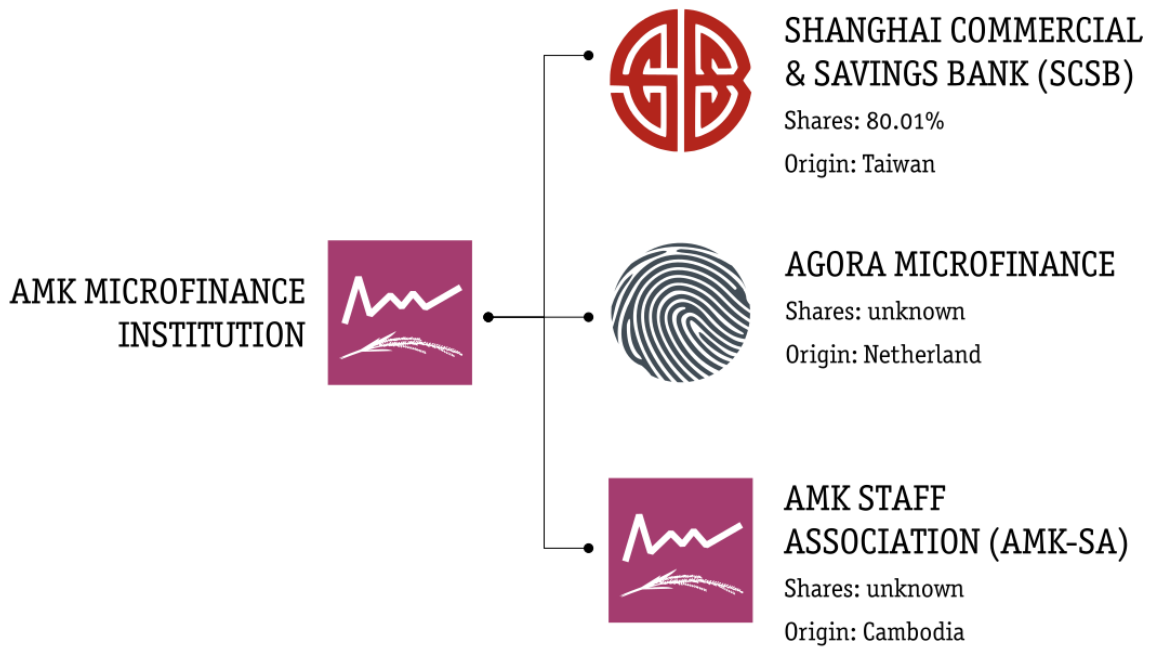 AMK MICROFINANCE
INSTITUTION
SHANGHAI COMMERCIAL
& SAVINGS BANK (SCSB)
Shares: 80.01%
Origin: Taiwan
AGORA MICROFINANCE
Shares: unknown
Origin: Netherland
AMK STAFF
ASSOCIATION (AMK-SA)
Shares: unknown
Origin: Cambodia